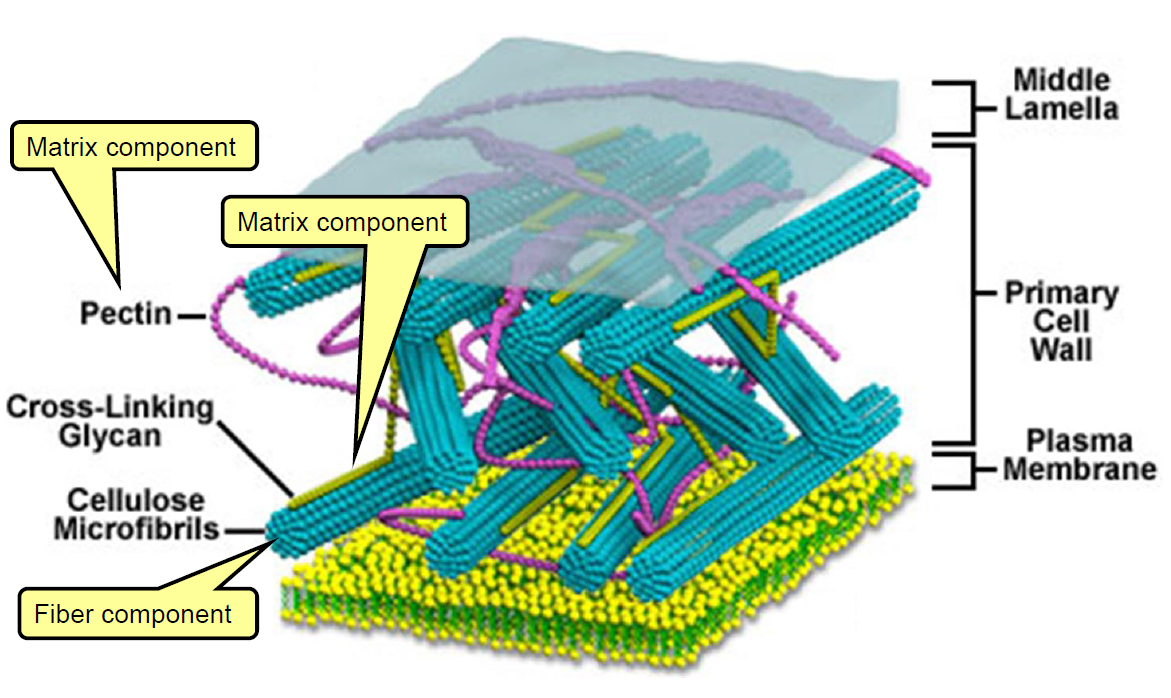 Middle
Lamella
Matrix component
Matrix component
Pectin
Primary
Cell
Wall
Cross-Linking
Glycan
Plasma
Membrane
Cellulose
Microfibrils
Fiber component